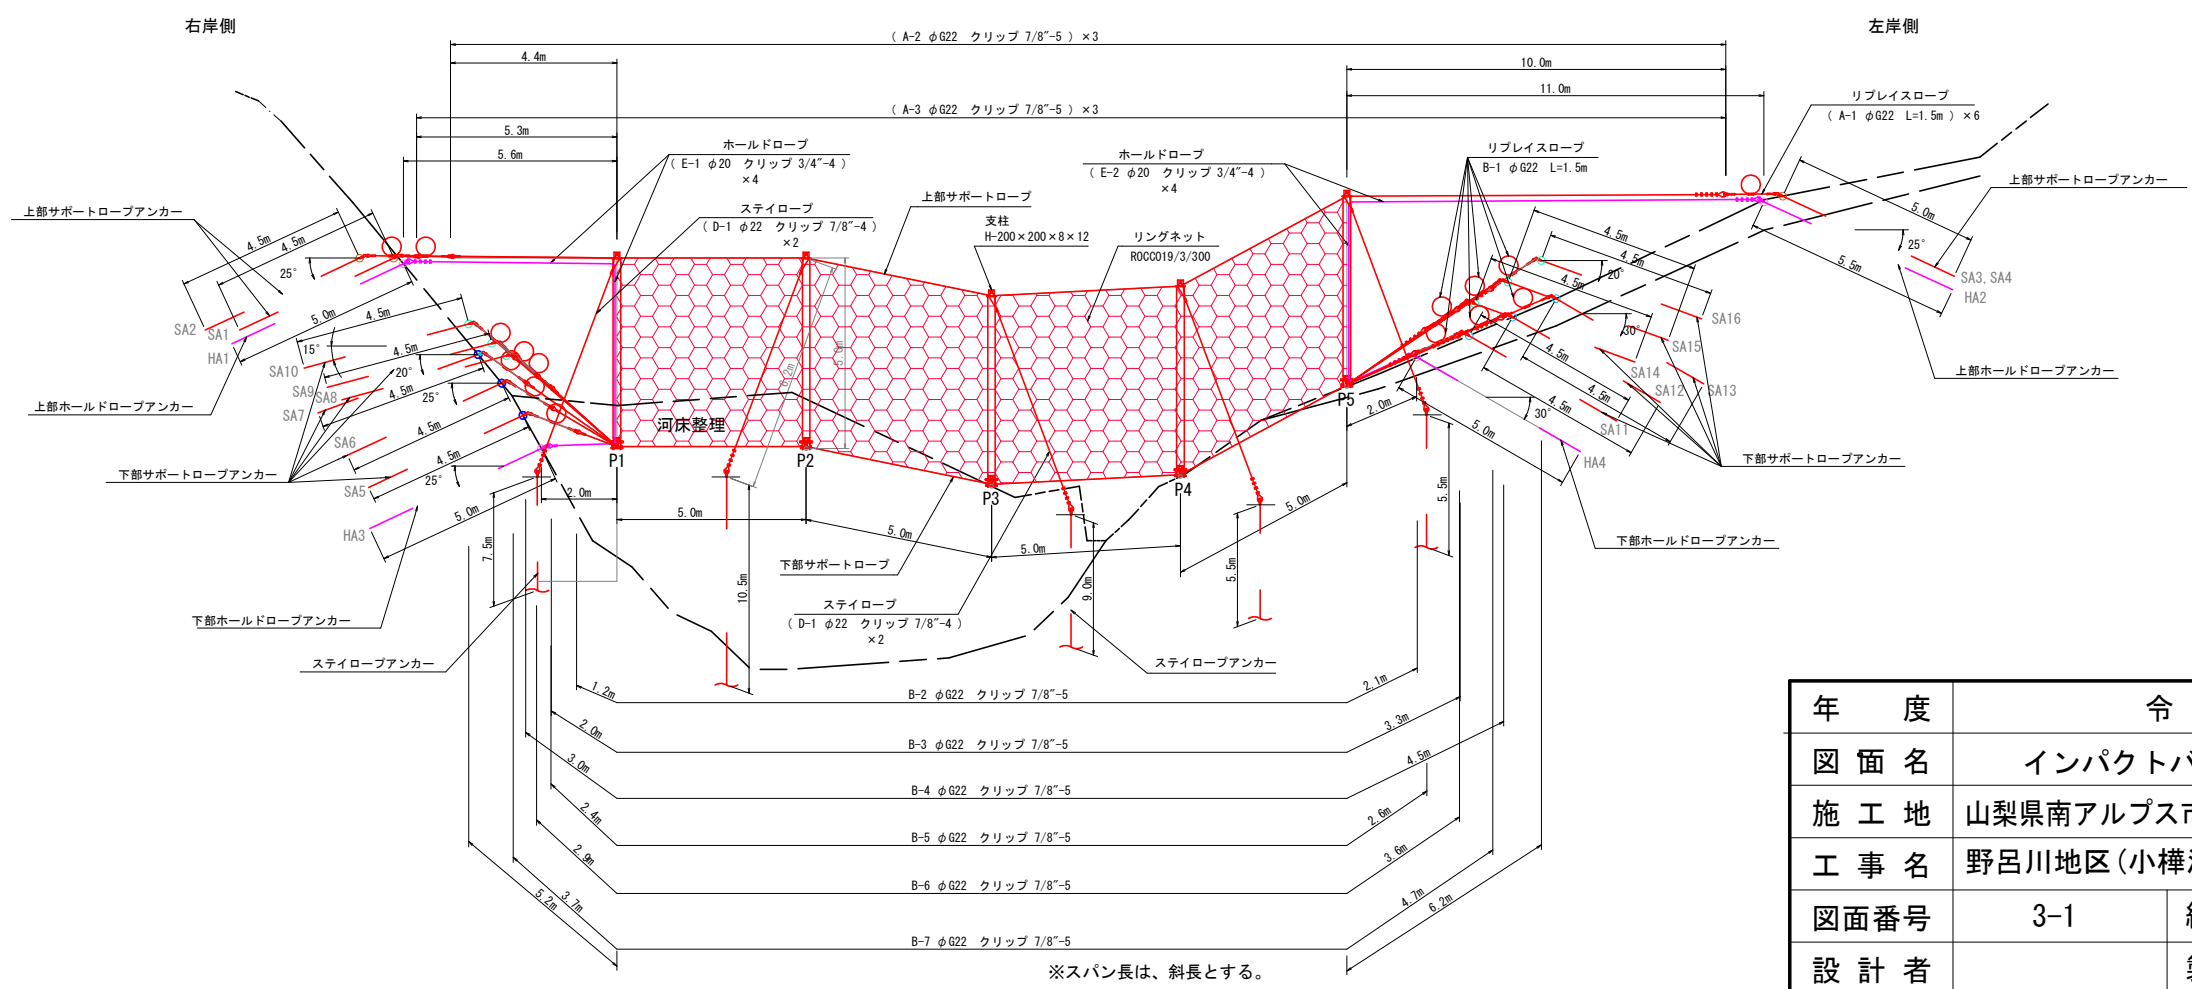 右岸側
左岸側
( A-2 φG22 クリップ 7/8"-5 ) ×3
4.4m
10.0m
11.0m
リプレイスロープ
( A-1 φG22 L=1.5m ) ×6
( A-3 φG22 クリップ 7/8"-5 ) ×3
5.3m
5.6m
ホールドロープ
( E-1 φ20 クリップ 3/4"-4 )
×4
ホールドロープ
( E-2 φ20 クリップ 3/4"-4 )
×4
リプレイスロープ
B-1 φG22 L=1.5m
上部サポートロープアンカー
上部サポートロープアンカー
ステイロープ
( D-1 φ22 クリップ 7/8"-4 )
×2
上部サポートロープ
支柱
H-200×200×8×12
リングネット
ROCCO19/3/300
4.5m
4.5m
25°
5.0m
SA2
SA1
HA1
5.0m
25°
5.5m
SA3, SA4
HA2
4.5m
4.5m
20°
4.5m
30°
SA16
SA15
SA14
SA13
SA12
SA11
4.5m
4.5m
4.5m
15°
4.5m
20°
4.5m
25°
SA10
SA9
SA8
SA7
SA6
4.5m
4.5m
SA5
25°
5.0m
HA3
上部ホールドロープアンカー
上部ホールドロープアンカー
下部サポートロープアンカー
下部サポートロープアンカー
6.2m
5.0m
河床整理
P1
P2
P3
P4
P5
2.0m
5.0m
5.0m
5.0m
5.0m
2.0m
30°
5.0m
HA4
7.5m
10.5m
9.0m
5.5m
5.5m
下部サポートロープ
下部ホールドロープアンカー
下部ホールドロープアンカー
ステイロープ
( D-1 φ22 クリップ 7/8"-4 )
×2
ステイロープアンカー
ステイロープアンカー
1.2m
B-2 φG22 クリップ 7/8"-5
2.1m
2.0m
B-3 φG22 クリップ 7/8"-5
3.3m
3.0m
B-4 φG22 クリップ 7/8"-5
4.5m
2.4m
B-5 φG22 クリップ 7/8"-5
2.6m
2.9m
B-6 φG22 クリップ 7/8"-5
3.6m
5.2m
3.7m
B-7 φG22 クリップ 7/8"-5
4.7m
6.2m
※スパン長は、斜長とする。
年 度 令
図 面 名 インパクトバ
施 工 地 山梨県南アルプス市
工 事 名 野呂川地区(小樺
図面番号 3-1
設 計 者